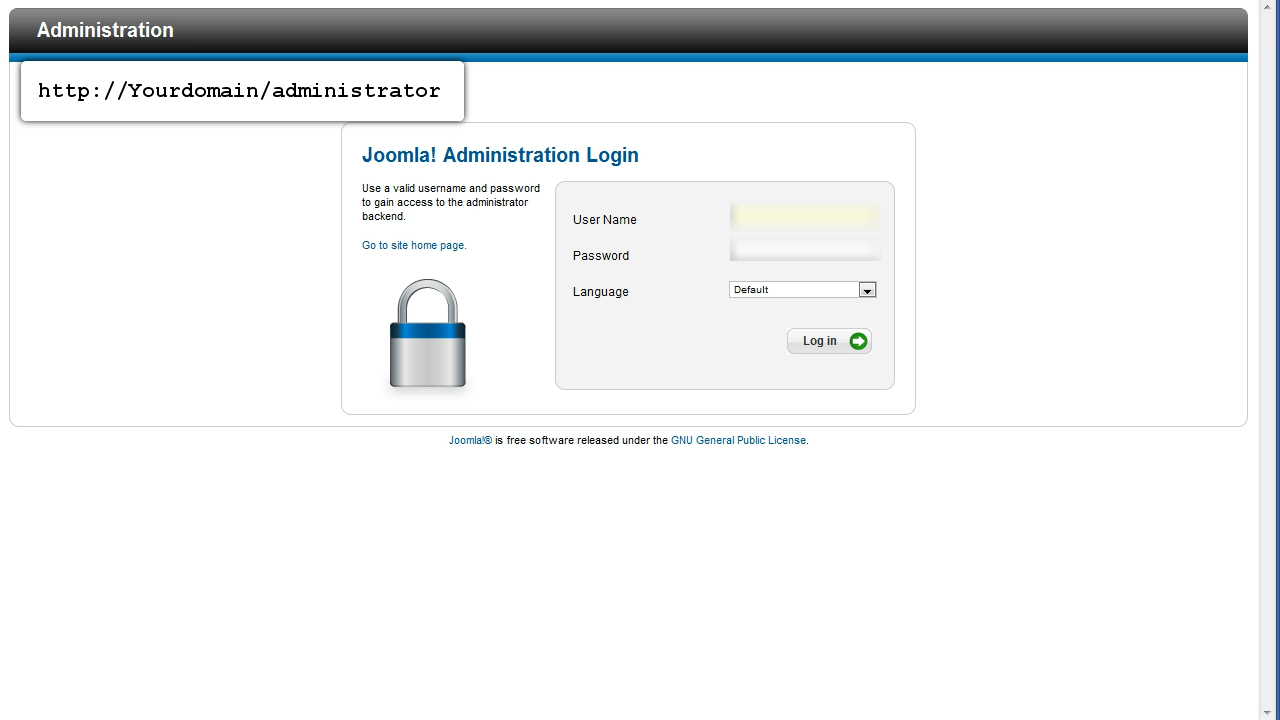 Administration
http://Yourdomain/administrator
Joomla! Administration Login
Use a valid username and password
to gain access to the administrator
backend.
Go to site home page.
User Name
Password
Language
Default
Log in
Joomla!® is free software released under the GNU General Public License.